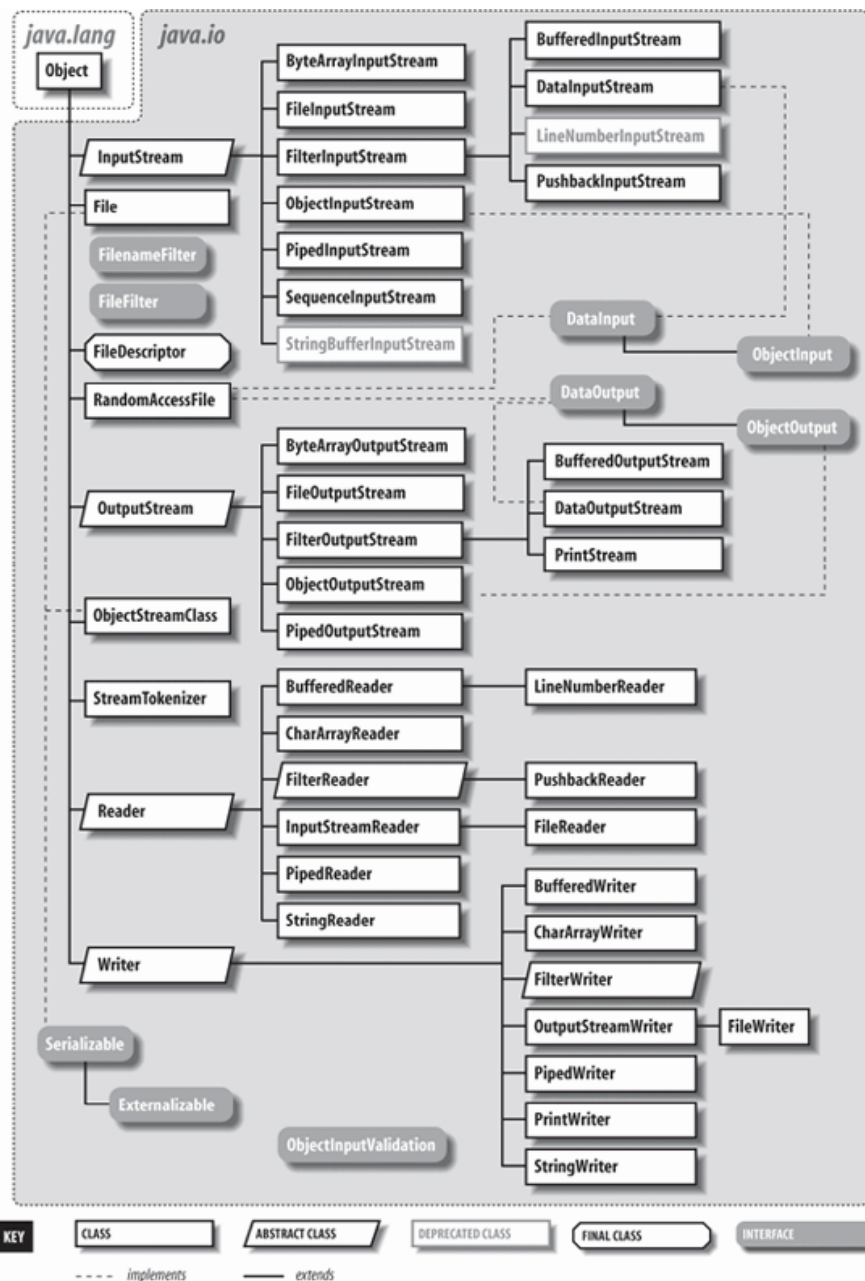 java.lang
java.io
Object
InputStream
File
FilenameFilter
FileFilter
FileDescriptor
RandomAccessFile
OutputStream
ObjectStreamClass
StreamTokenizer
Reader
Writer
Serializable
Externalizable
ByteArrayInputStream
FileInputStream
FilterInputStream
ObjectInputStream
PipedInputStream
SequenceInputStream
StringBufferInputStream
BufferedInputStream
DataInputStream
LineNumberInputStream
PushbackInputStream
DataInput
ObjectInput
DataOutput
ObjectOutput
ByteArrayOutputStream
FileOutputStream
FilterOutputStream
ObjectOutputStream
PipedOutputStream
BufferedOutputStream
DataOutputStream
PrintStream
BufferedReader
CharArrayReader
FilterReader
InputStreamReader
PipedReader
StringReader
LineNumberReader
PushbackReader
FileReader
BufferedWriter
CharArrayWriter
FilterWriter
OutputStreamWriter
PipedWriter
PrintWriter
StringWriter
FileWriter
ObjectInputValidation
KEY
CLASS
ABSTRACT CLASS
DEPRECATED CLASS
FINAL CLASS
INTERFACE
implements
extends